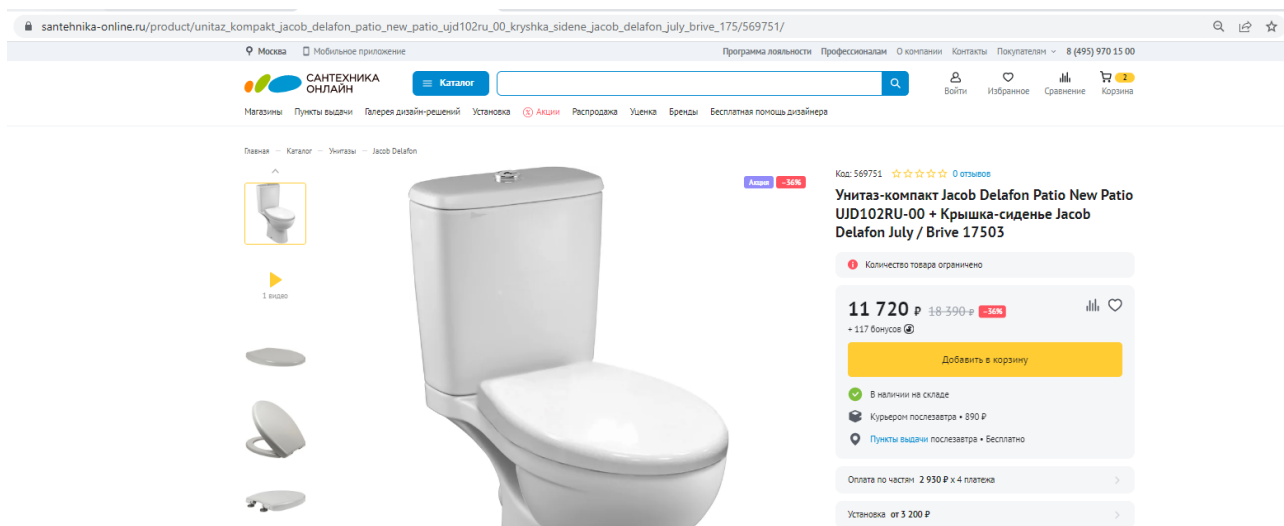 santehnika-online.ru/product/unitaz_kompakt_jacob_delafon_patio_new_patio_ujd102ru_00_kryshka_sidene_jacob_delafon_july_brive_175/569751/
Москва Мобильное приложение Программа лояльности Профессионалам О компании Контакты Покупателям 8 (495) 970 15 00
САНТЕХНИКА
ОНЛАЙН
Каталог
2
Войти Избранное Сравнение Корзина
Магазины Пункты выдачи Галерея дизайн-решений Установка Акции Распродажа Уценка Бренды Бесплатная помощь дизайнера
Главная — Каталог — Унитазы — Jacob Delafon
1 видео
Акция -36%
Код: 569751 0 отзывов
Унитаз-компакт Jacob Delafon Patio New Patio
UJD102RU-00 + Крышка-сиденье Jacob
Delafon July / Brive 17503
Количество товара ограничено
11 720 ₽ 18 390 ₽ -36%
+ 117 бонусов
Добавить в корзину
В наличии на складе
Курьером послезавтра • 890 ₽
Пункты выдачи послезавтра • Бесплатно
Оплата по частям 2 930 ₽ х 4 платежа
Установка от 3 200 ₽